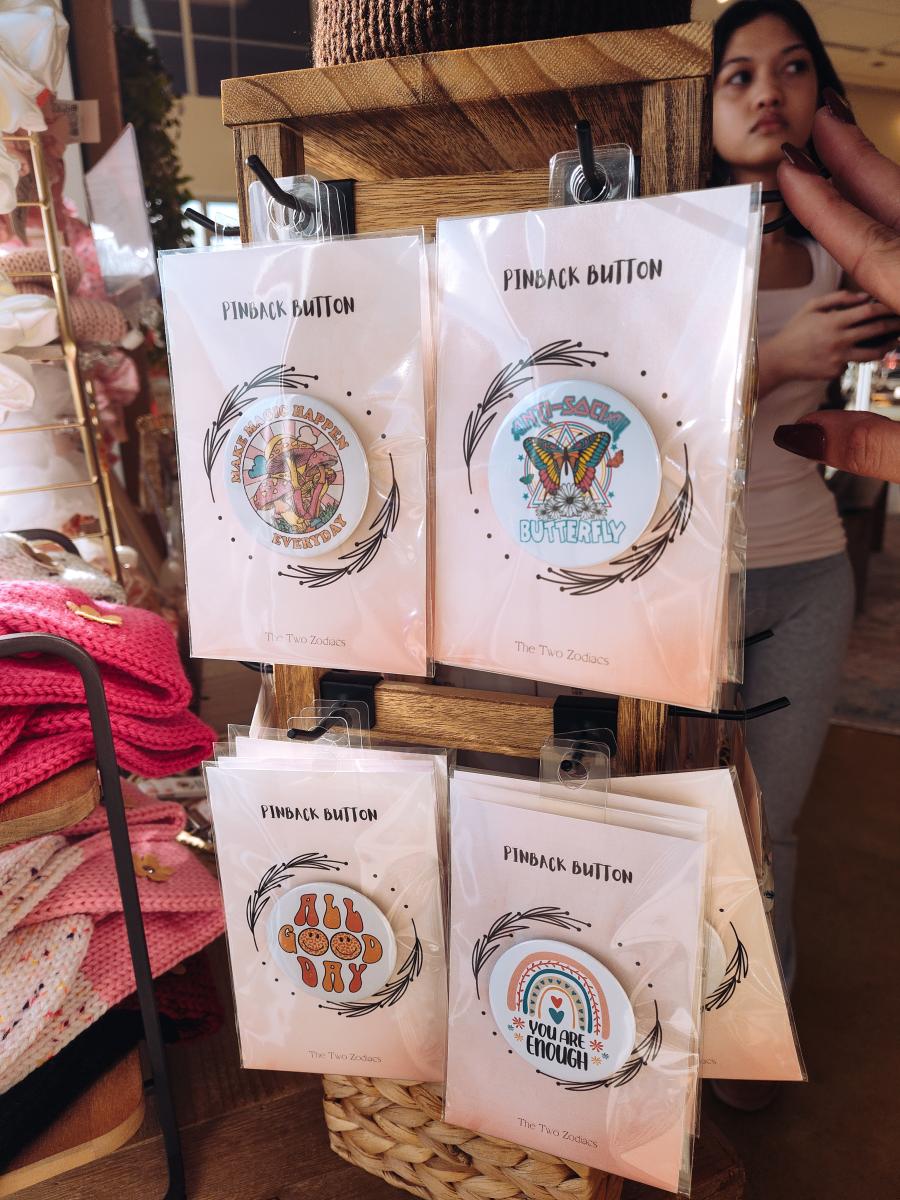 PINBACK BUTTON
MAKE MAGIC HAPPEN
EVERYDAY
The Two Zodiacs
PINBACK BUTTON
ANTI-SOCIAL
BUTTERFLY
The Two Zodiacs
PINBACK BUTTON
ALL
GOOD
DAY
The Two Zodiacs
PINBACK BUTTON
YOU ARE
ENOUGH
The Two Zodiacs